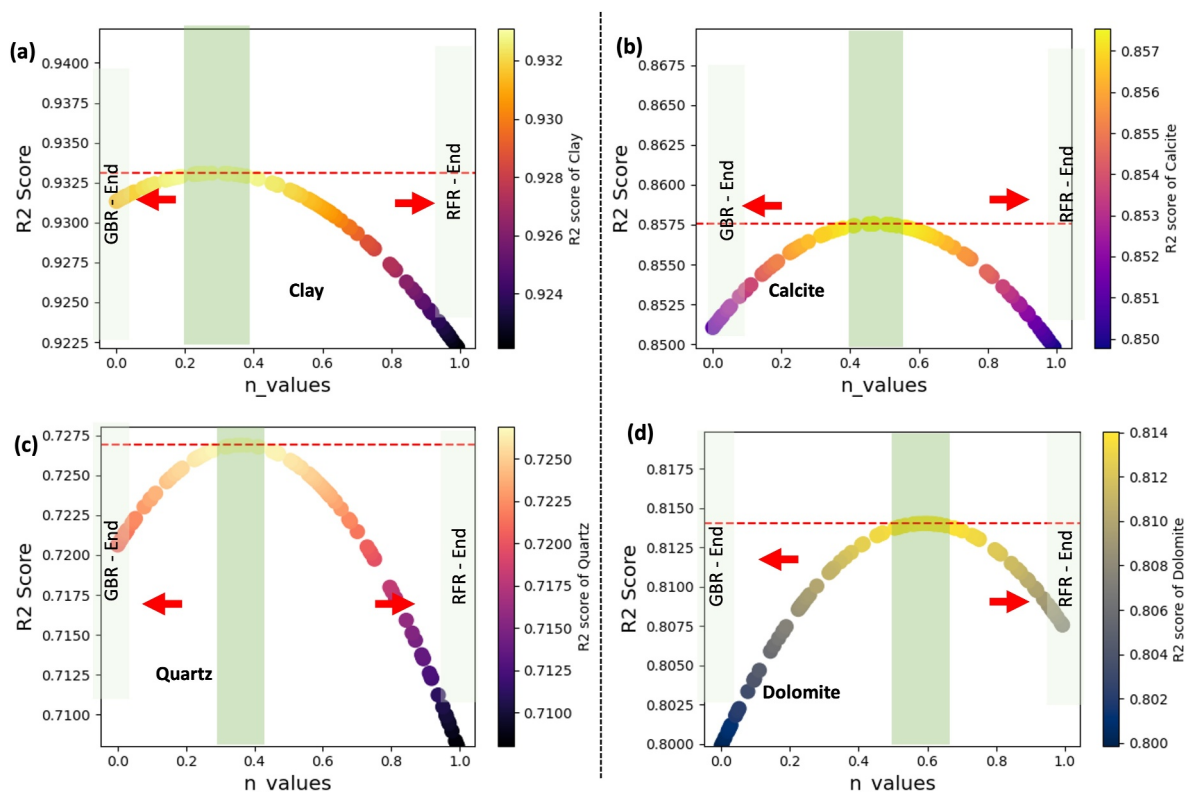 (a)
0.9400
0.9375
0.9350
0.9325
0.9300
0.9275
0.9250
0.9225
R2 Score
GBR - End
RFR - End
Clay
0.0 0.2 0.4 0.6 0.8 1.0
n_values
0.932
0.930
0.928
0.926
0.924
R2 score of Clay
(b)
0.8675
0.8650
0.8625
0.8600
0.8575
0.8550
0.8525
0.8500
R2 Score
GBR - End
RFR - End
Calcite
0.0 0.2 0.4 0.6 0.8 1.0
n_values
0.857
0.856
0.855
0.854
0.853
0.852
0.851
0.850
R2 score of Calcite
(c)
0.7275
0.7250
0.7225
0.7200
0.7175
0.7150
0.7125
0.7100
R2 Score
GBR - End
RFR - End
Quartz
0.0 0.2 0.4 0.6 0.8 1.0
n_values
0.7250
0.7225
0.7200
0.7175
0.7150
0.7125
0.7100
R2 score of Quartz
(d)
0.8175
0.8150
0.8125
0.8100
0.8075
0.8050
0.8025
0.8000
R2 Score
GBR - End
RFR - End
Dolomite
0.0 0.2 0.4 0.6 0.8 1.0
n_values
0.814
0.812
0.810
0.808
0.806
0.804
0.802
0.800
R2 score of Dolomite